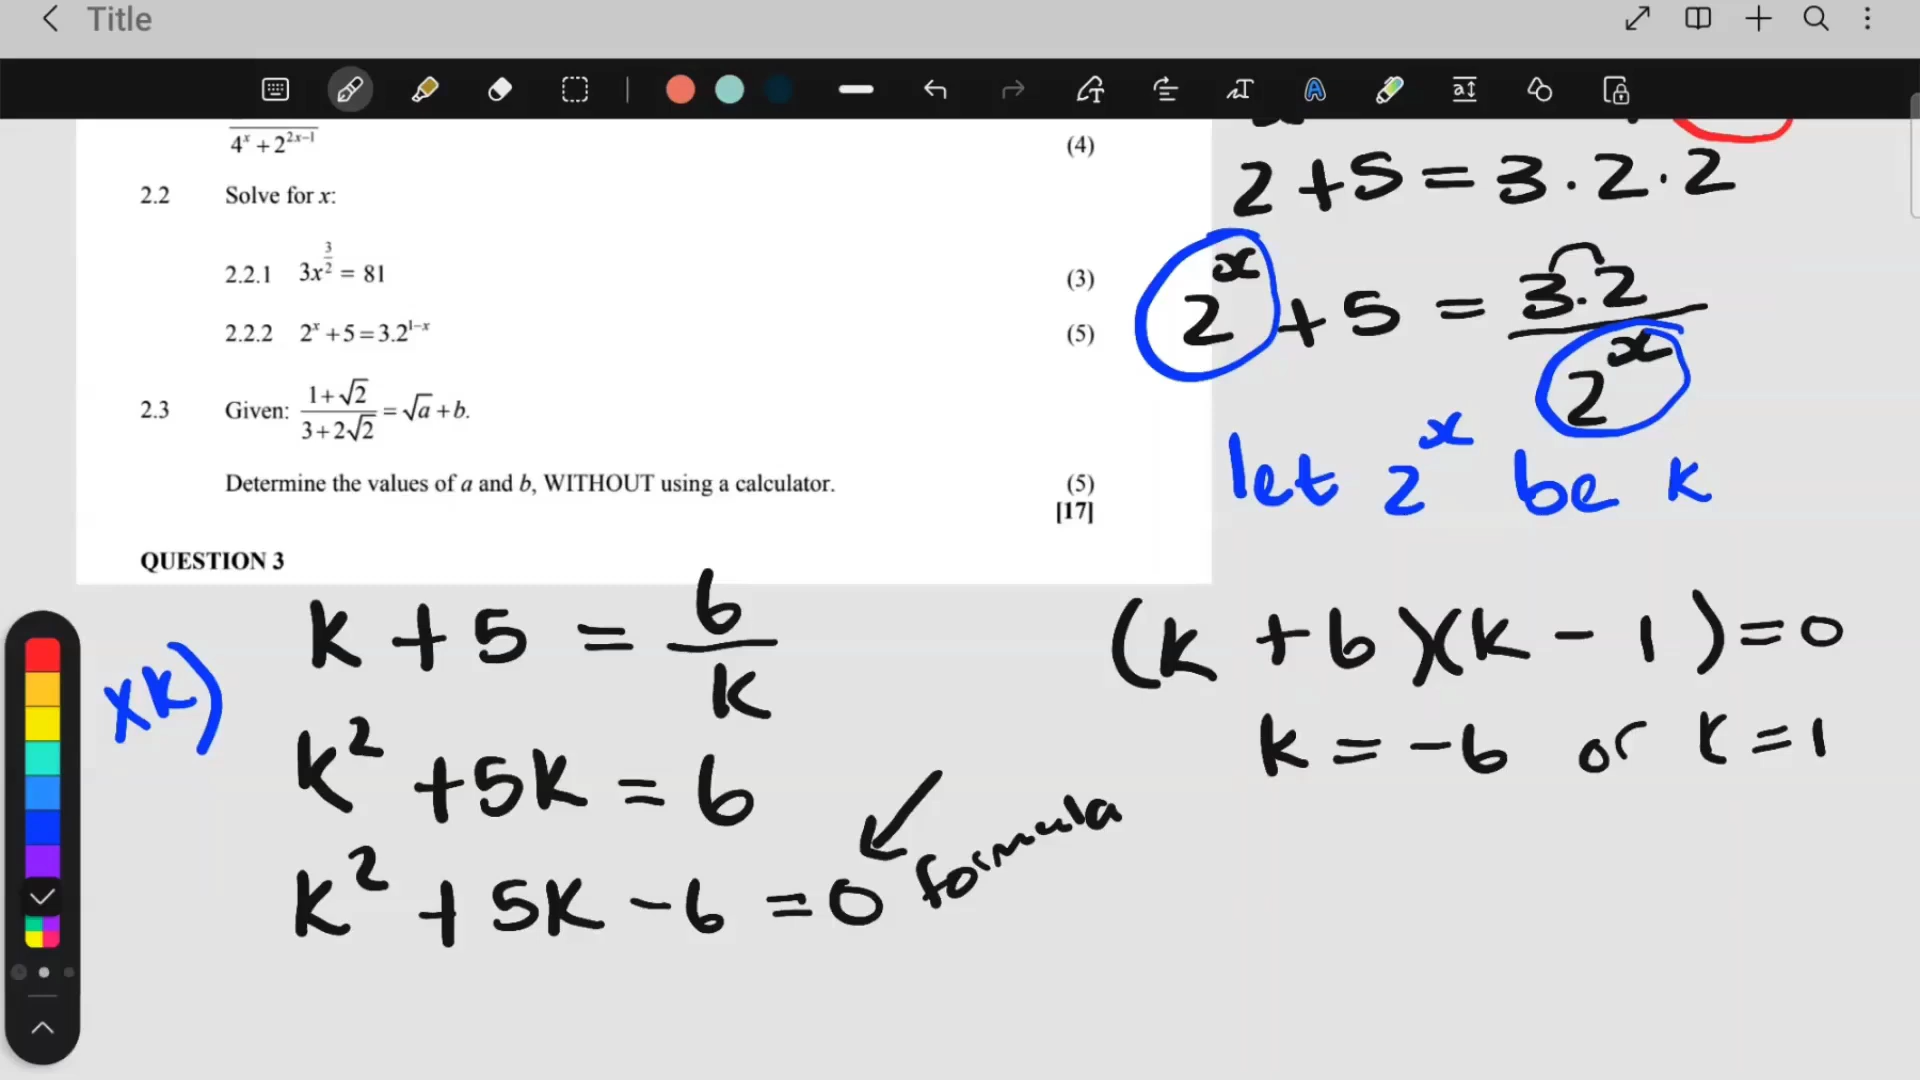 Title
4^x + 2^{2x-1} (4)
2.2 Solve for x:
2.2.1 3x^{3/2} = 81 (3)
2.2.2 2^x + 5 = 3.2^{1-x} (5)
2.3 Given: (1+√2)/(3+2√2) = √a + b.
Determine the values of a and b, WITHOUT using a calculator. (5)
[17]
QUESTION 3
2 + 5 = 3 . 2 . 2
2^x + 5 = 3.2 / 2^x
let 2^x be k
xk)
k + 5 = 6/k
k² + 5k = 6
k² + 5k - 6 = 0 formula
(k + 6)(k - 1) = 0
k = -6 or k = 1